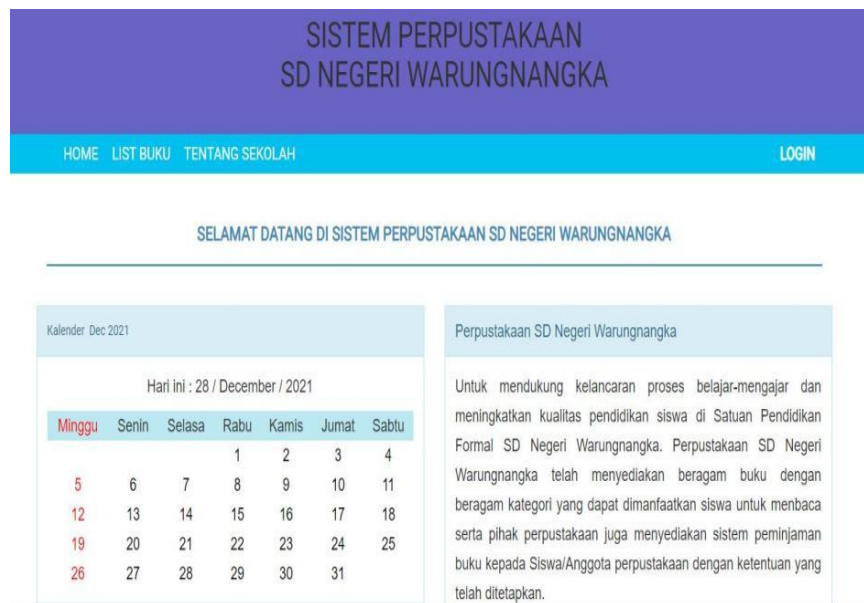 SISTEM PERPUSTAKAAN
SD NEGERI WARUNGNANGKA
HOME LIST BUKU TENTANG SEKOLAH LOGIN
SELAMAT DATANG DI SISTEM PERPUSTAKAAN SD NEGERI WARUNGNANGKA
Kalender Dec 2021
Hari ini : 28 / December / 2021
Minggu Senin Selasa Rabu Kamis Jumat Sabtu
1 2 3 4
5 6 7 8 9 10 11
12 13 14 15 16 17 18
19 20 21 22 23 24 25
26 27 28 29 30 31
Perpustakaan SD Negeri Warungnangka
Untuk mendukung kelancaran proses belajar-mengajar dan
meningkatkan kualitas pendidikan siswa di Satuan Pendidikan
Formal SD Negeri Warungnangka. Perpustakaan SD Negeri
Warungnangka telah menyediakan beragam buku dengan
beragam kategori yang dapat dimanfaatkan siswa untuk menbaca
serta pihak perpustakaan juga menyediakan sistem peminjaman
buku kepada Siswa/Anggota perpustakaan dengan ketentuan yang
telah ditetapkan.